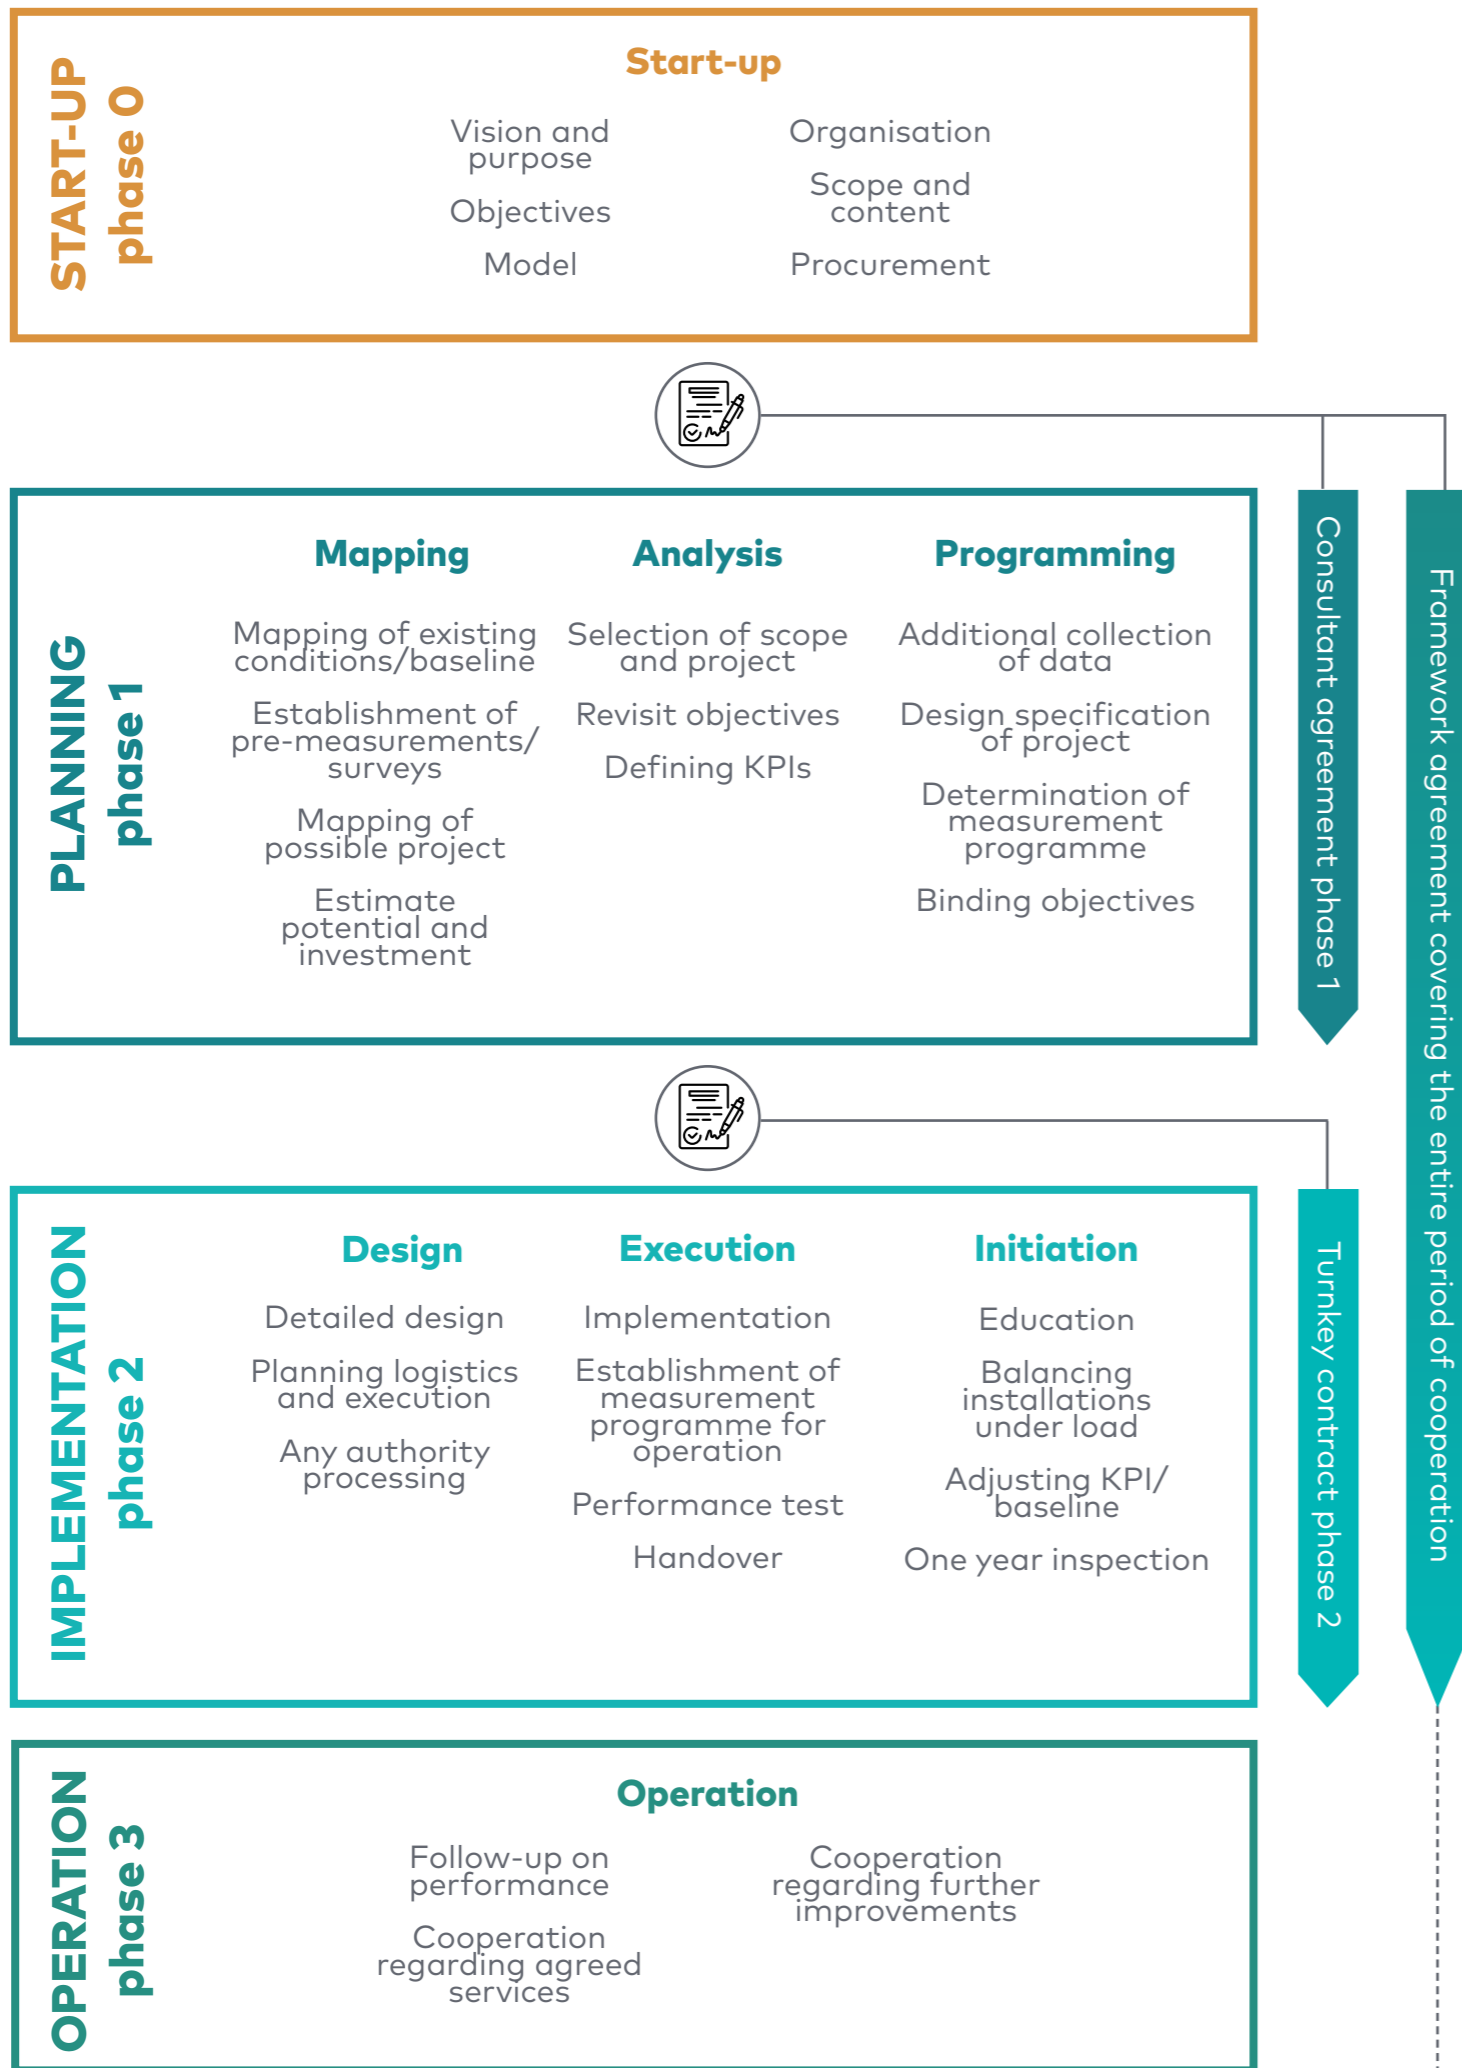 START-UP
phase 0
Start-up
Vision and
purpose
Objectives
Model
Organisation
Scope and
content
Procurement
PLANNING
phase 1
Mapping
Mapping of existing
conditions/baseline
Establishment of
pre-measurements/
surveys
Mapping of
possible project
Estimate
potential and
investment
Analysis
Selection of scope
and project
Revisit objectives
Defining KPIs
Programming
Additional collection
of data
Design specification
of project
Determination of
measurement
programme
Binding objectives
Consultant agreement phase 1
Framework agreement covering the entire period of cooperation
IMPLEMENTATION
phase 2
Design
Detailed design
Planning logistics
and execution
Any authority
processing
Execution
Implementation
Establishment of
measurement
programme for
operation
Performance test
Handover
Initiation
Education
Balancing
installations
under load
Adjusting KPI/
baseline
One year inspection
Turnkey contract phase 2
OPERATION
phase 3
Operation
Follow-up on
performance
Cooperation
regarding agreed
services
Cooperation
regarding further
improvements